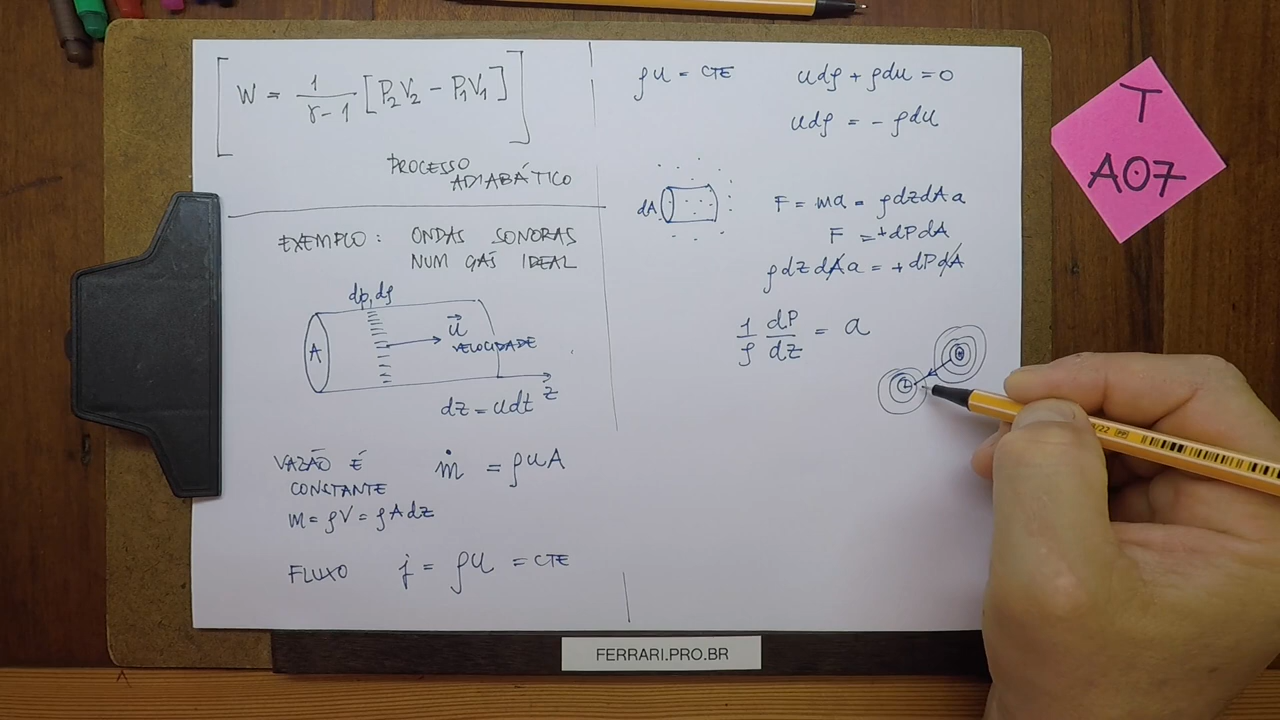 W = 1/(γ-1) [P₂V₂ - P₁V₁]
PROCESSO
ADIABÁTICO
EXEMPLO: ONDAS SONORAS
NUM GÁS IDEAL
dp, dρ
A
u⃗
VELOCIDADE
z
dz = udt
VAZÃO É
CONSTANTE
ṁ = ρuA
m = ρV = ρAdz
FLUXO j = ρu = CTE
ρu = CTE
udρ + ρdu = 0
udρ = - ρdu
dA
F = ma = ρdzdAa
F = +dPdA
ρdzdAa = +dPdA
1/ρ dP/dz = a
T
A07
FERRARI.PRO.BR